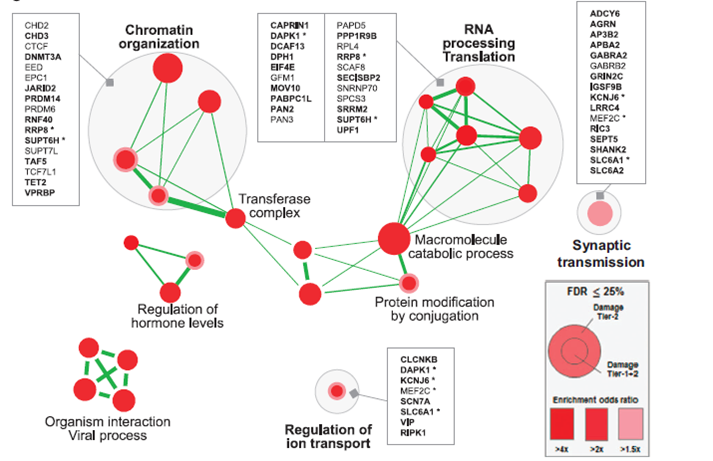 Chromatin
organization
CHD2
CHD3
CTCF
DNMT3A
EED
EPC1
JARID2
PRDM14
PRDM6
RNF40
RRP8 *
SUPT6H *
SUPT7L
TAF5
TCF7L1
TET2
VPRBP
CAPRIN1
DAPK1 *
DCAF13
DPH1
EIF4E
GFM1
MOV10
PABPC1L
PAN2
PAN3
PAPD5
PPP1R9B
RPL4
RRP8 *
SCAF8
SECISBP2
SNRNP70
SPCS3
SRRM2
SUPT6H *
UPF1
RNA
processing
Translation
ADCY6
AGRN
AP3B2
APBA2
GABRA2
GABRB2
GRIN2C
IGSF9B
KCNJ6 *
LRRC4
MEF2C *
RIC3
SEPT5
SHANK2
SLC6A1 *
SLC6A2
Synaptic
transmission
Transferase
complex
Macromolecule
catabolic process
Protein modification
by conjugation
Regulation of
hormone levels
Organism interaction
Viral process
Regulation of
ion transport
CLCNKB
DAPK1 *
KCNJ6 *
MEF2C *
SCN7A
SLC6A1 *
VIP
RIPK1
FDR ≤ 25%
Damage
Tier-2
Damage
Tier-1+2
Enrichment odds ratio
>4x >2x >1.5x